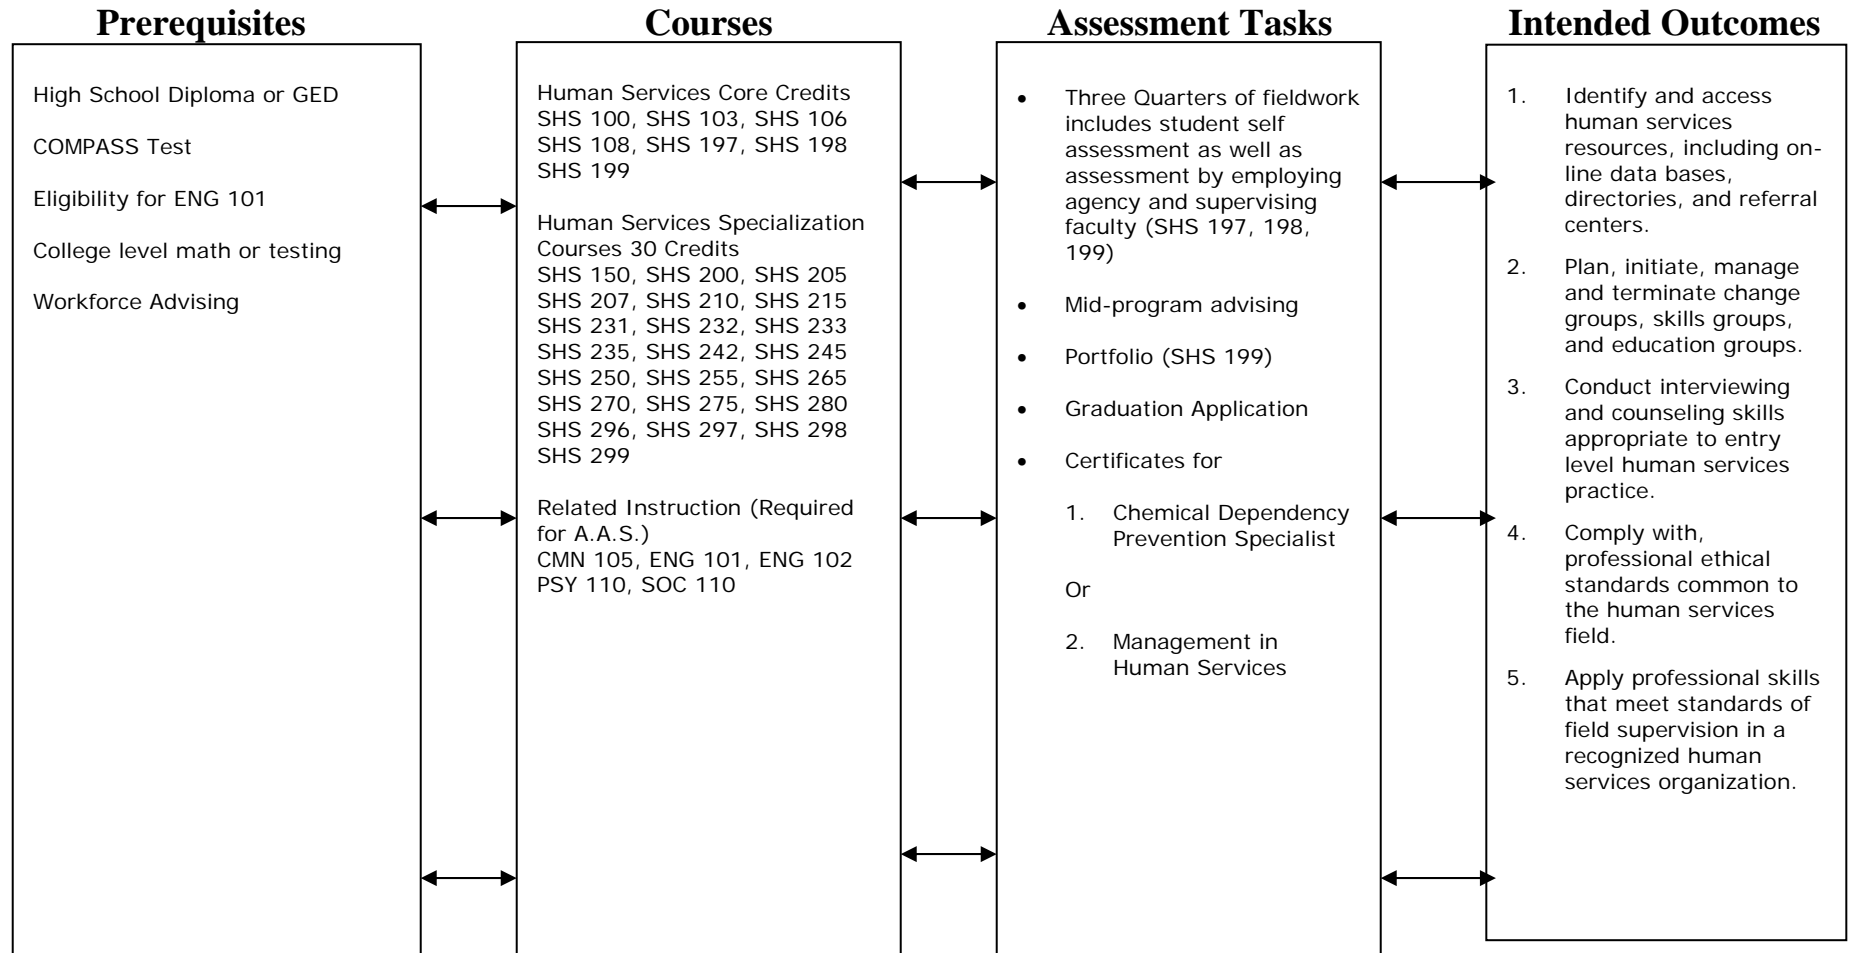 Prerequisites
High School Diploma or GED
COMPASS Test
Eligibility for ENG 101
College level math or testing
Workforce Advising
Courses
Human Services Core Credits
SHS 100, SHS 103, SHS 106
SHS 108, SHS 197, SHS 198
SHS 199
Human Services Specialization
Courses 30 Credits
SHS 150, SHS 200, SHS 205
SHS 207, SHS 210, SHS 215
SHS 231, SHS 232, SHS 233
SHS 235, SHS 242, SHS 245
SHS 250, SHS 255, SHS 265
SHS 270, SHS 275, SHS 280
SHS 296, SHS 297, SHS 298
SHS 299
Related Instruction (Required
for A.A.S.)
CMN 105, ENG 101, ENG 102
PSY 110, SOC 110
Assessment Tasks
• Three Quarters of fieldwork
includes student self
assessment as well as
assessment by employing
agency and supervising
faculty (SHS 197, 198,
199)
• Mid-program advising
• Portfolio (SHS 199)
• Graduation Application
• Certificates for
1. Chemical Dependency
Prevention Specialist
Or
2. Management in
Human Services
Intended Outcomes
1. Identify and access
human services
resources, including on-
line data bases,
directories, and referral
centers.
2. Plan, initiate, manage
and terminate change
groups, skills groups,
and education groups.
3. Conduct interviewing
and counseling skills
appropriate to entry
level human services
practice.
4. Comply with,
professional ethical
standards common to
the human services
field.
5. Apply professional skills
that meet standards of
field supervision in a
recognized human
services organization.